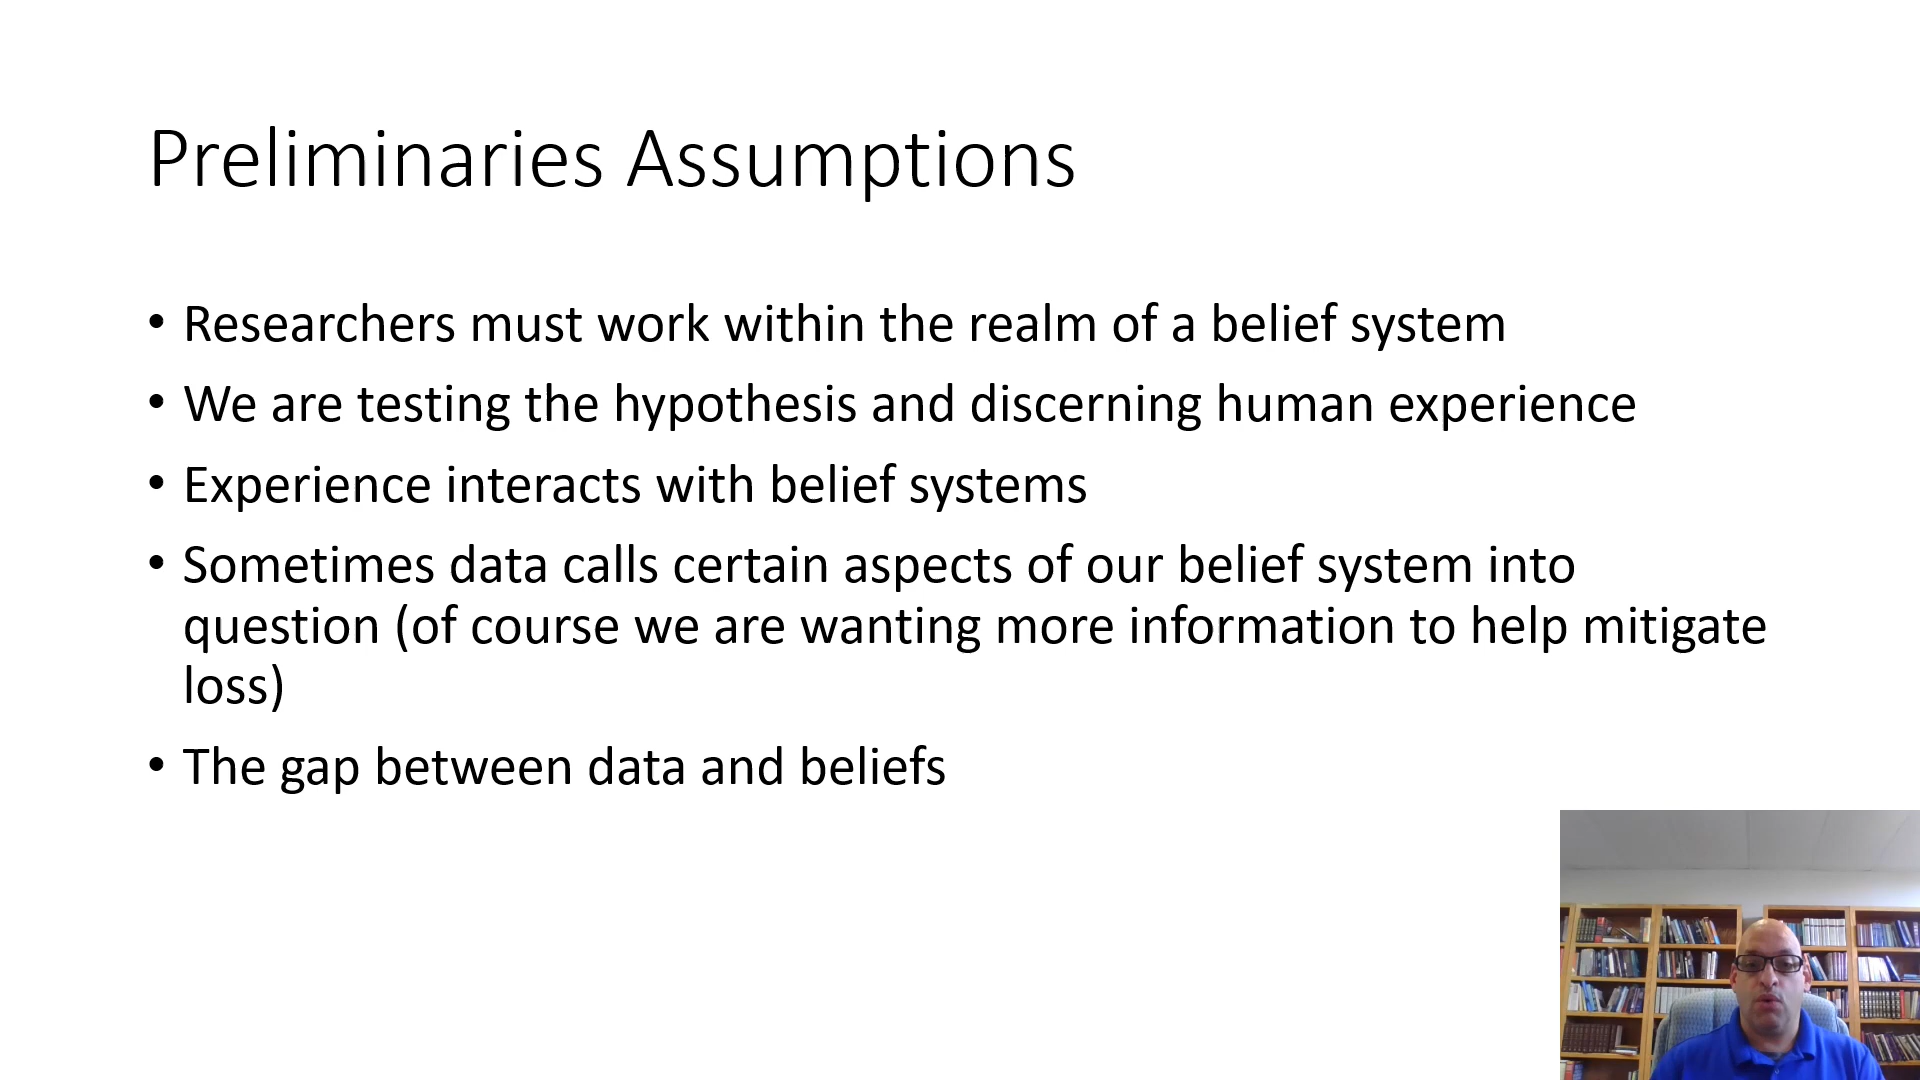 Preliminaries Assumptions
• Researchers must work within the realm of a belief system
• We are testing the hypothesis and discerning human experience
• Experience interacts with belief systems
• Sometimes data calls certain aspects of our belief system into
question (of course we are wanting more information to help mitigate
loss)
• The gap between data and beliefs